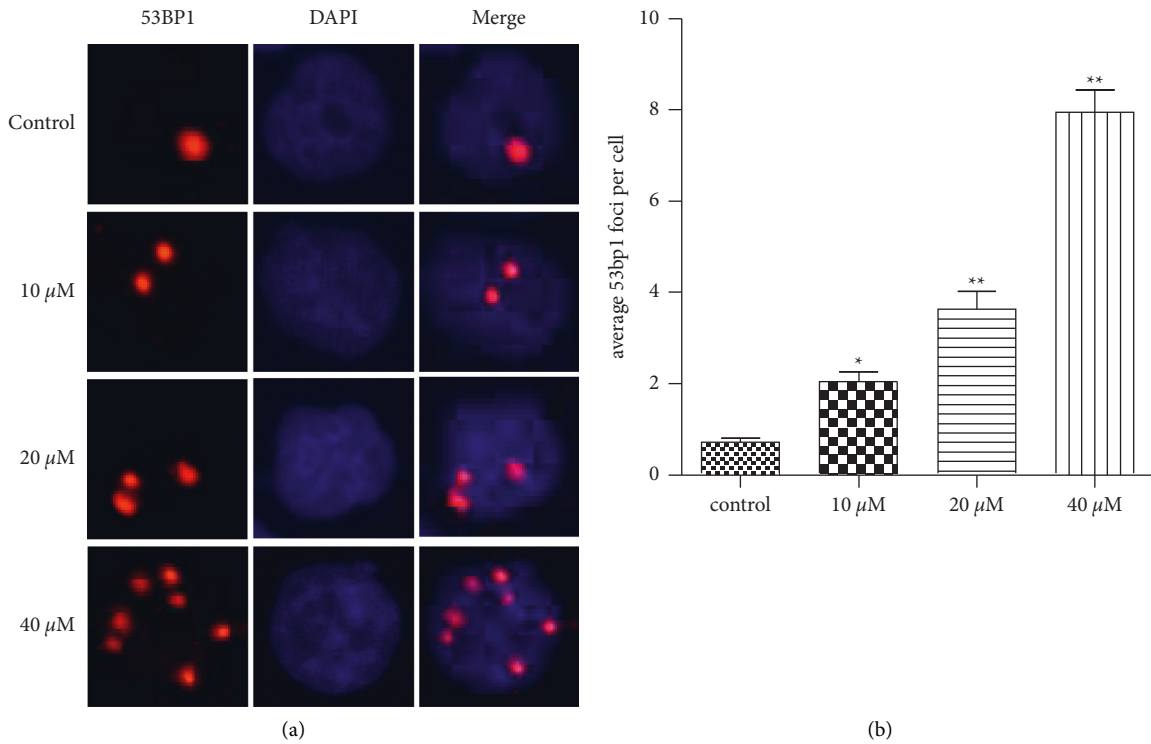 53BP1 DAPI Merge
Control
10 µM
20 µM
40 µM
(a)
average 53bp1 foci per cell
10
8
6
4
2
0
*
**
**
control 10 µM 20 µM 40 µM
(b)